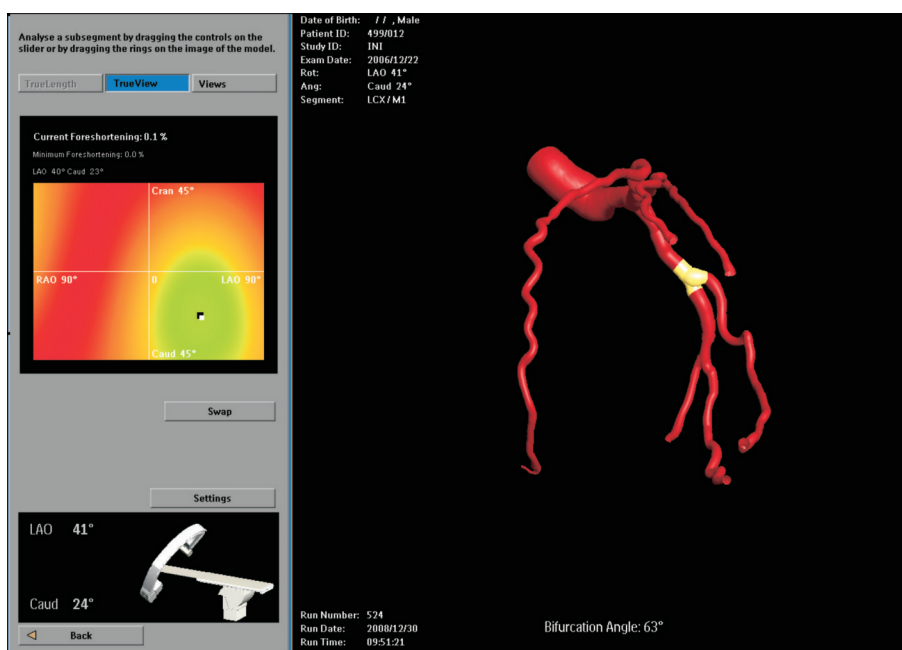 Analyse a subsegment by dragging the controls on the
slider or by dragging the rings on the image of the model.
TrueLength
TrueView
Views
Current Foreshortening: 0.1 %
Minimum Foreshortening: 0.0 %
LAO 40° Caud 23°
Cran 45°
RAO 90°
0
LAO 90°
Caud 45°
Swap
Settings
LAO 41°
Caud 24°
Back
Date of Birth: / / , Male
Patient ID: 499/012
Study ID: INI
Exam Date: 2006/12/22
Rot: LAO 41°
Ang: Caud 24°
Segment: LCX/M1
Run Number: 524
Run Date: 2008/12/30
Run Time: 09:51:21
Bifurcation Angle: 63°